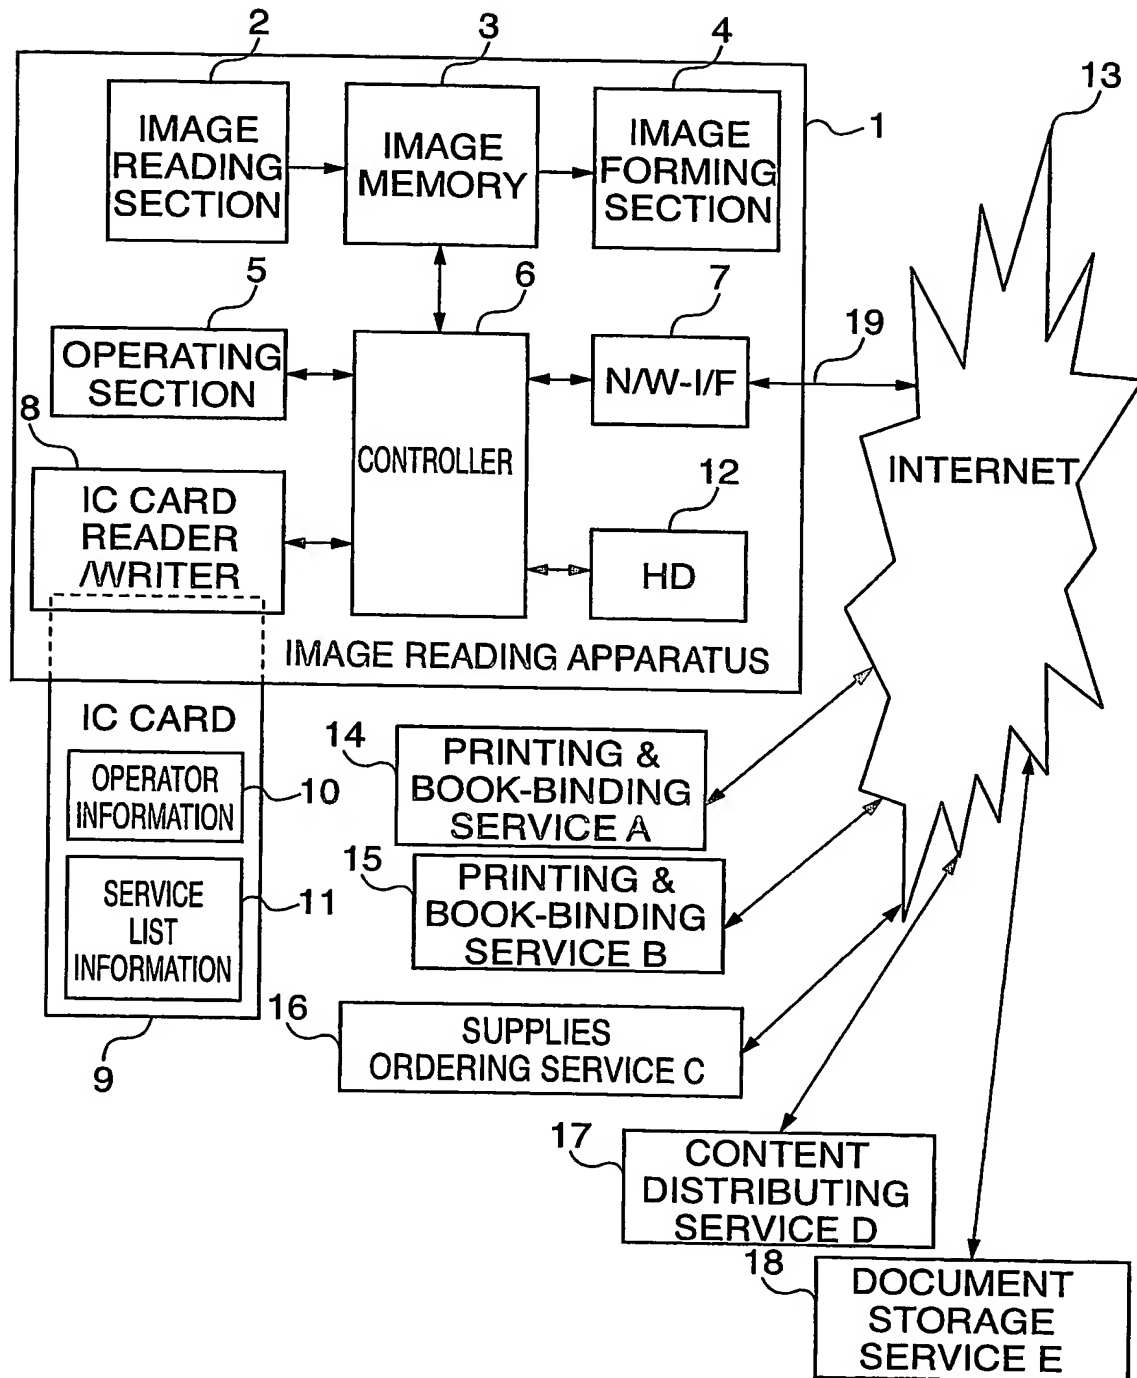 2
3
4
13
1
IMAGE
READING
SECTION
IMAGE
MEMORY
IMAGE
FORMING
SECTION
5
6
7
19
OPERATING
SECTION
N/W-I/F
8
CONTROLLER
INTERNET
12
IC CARD
READER
/WRITER
HD
IMAGE READING APPARATUS
IC CARD
OPERATOR
INFORMATION
10
SERVICE
LIST
INFORMATION
11
9
14
PRINTING &
BOOK-BINDING
SERVICE A
15
PRINTING &
BOOK-BINDING
SERVICE B
16
SUPPLIES
ORDERING SERVICE C
17
CONTENT
DISTRIBUTING
SERVICE D
18
DOCUMENT
STORAGE
SERVICE E